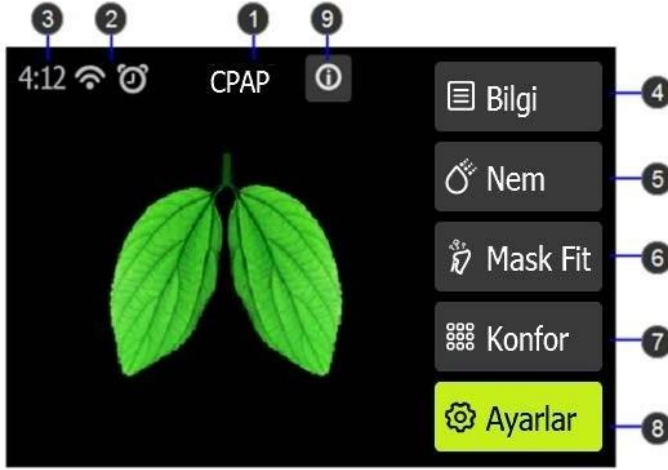 3 2 1 9
4:12 CPAP
Bilgi 4
Nem 5
Mask Fit 6
Konfor 7
Ayarlar 8